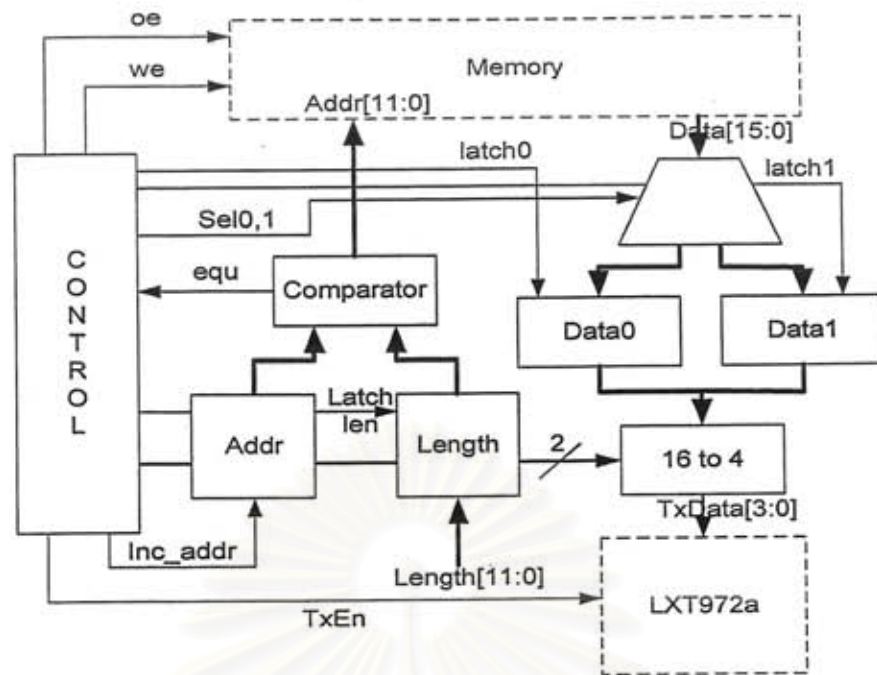 oe
Memory
we
Addr[11:0]
Data[15:0]
latch0
latch1
Sel0,1
CONTROL
equ
Comparator
Data0
Data1
Latch
len
Addr
Length
2
16 to 4
TxData[3:0]
Inc_addr
Length[11:0]
LXT972a
TxEn